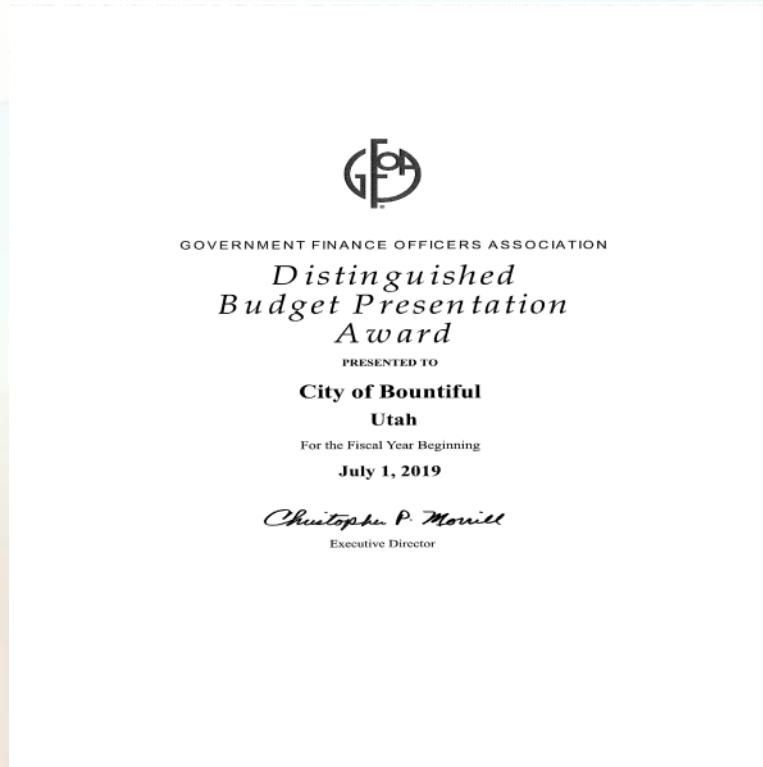 GFOA
GOVERNMENT FINANCE OFFICERS ASSOCIATION
Distinguished
Budget Presentation
Award
PRESENTED TO
City of Bountiful
Utah
For the Fiscal Year Beginning
July 1, 2019
Christopher P. Morrill
Executive Director